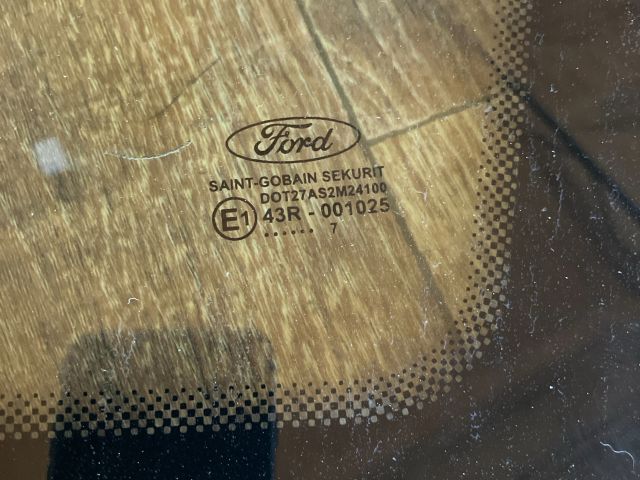 Ford
SAINT-GOBAIN SEKURIT
DOT27AS2M24100
E1 43R - 001025
...... 7